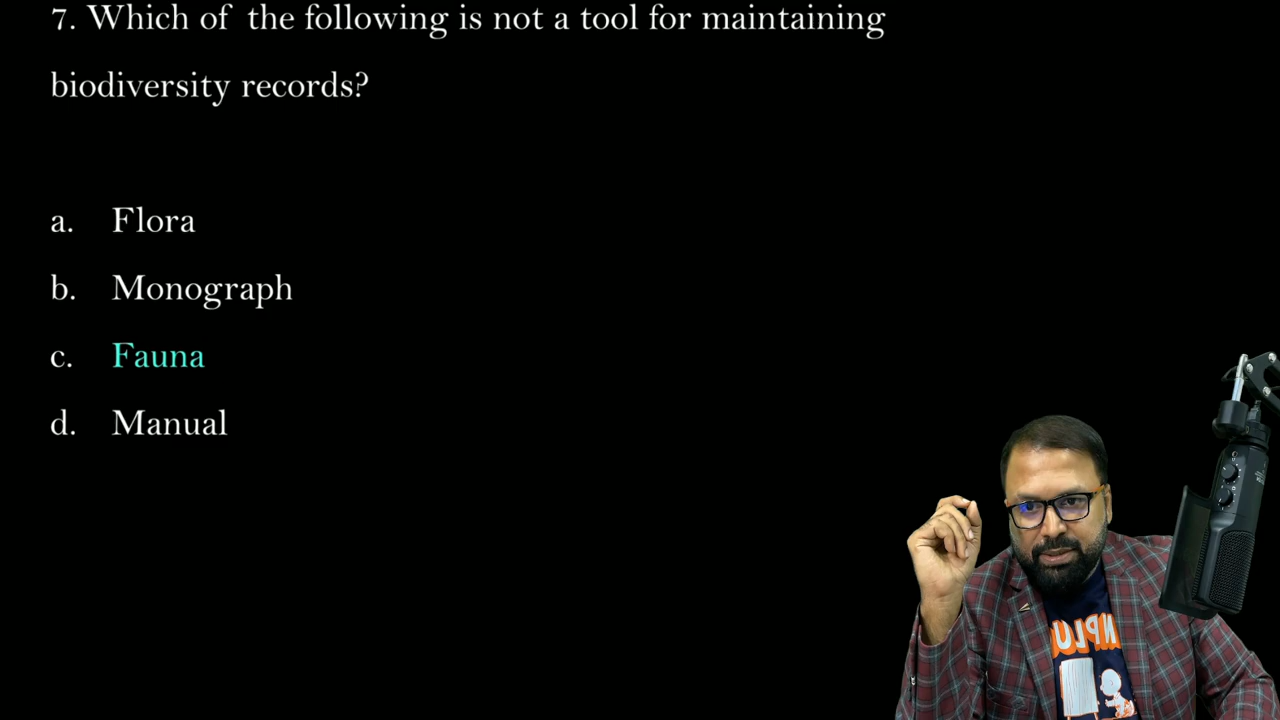 7. Which of the following is not a tool for maintaining
biodiversity records?
a. Flora
b. Monograph
c. Fauna
d. Manual